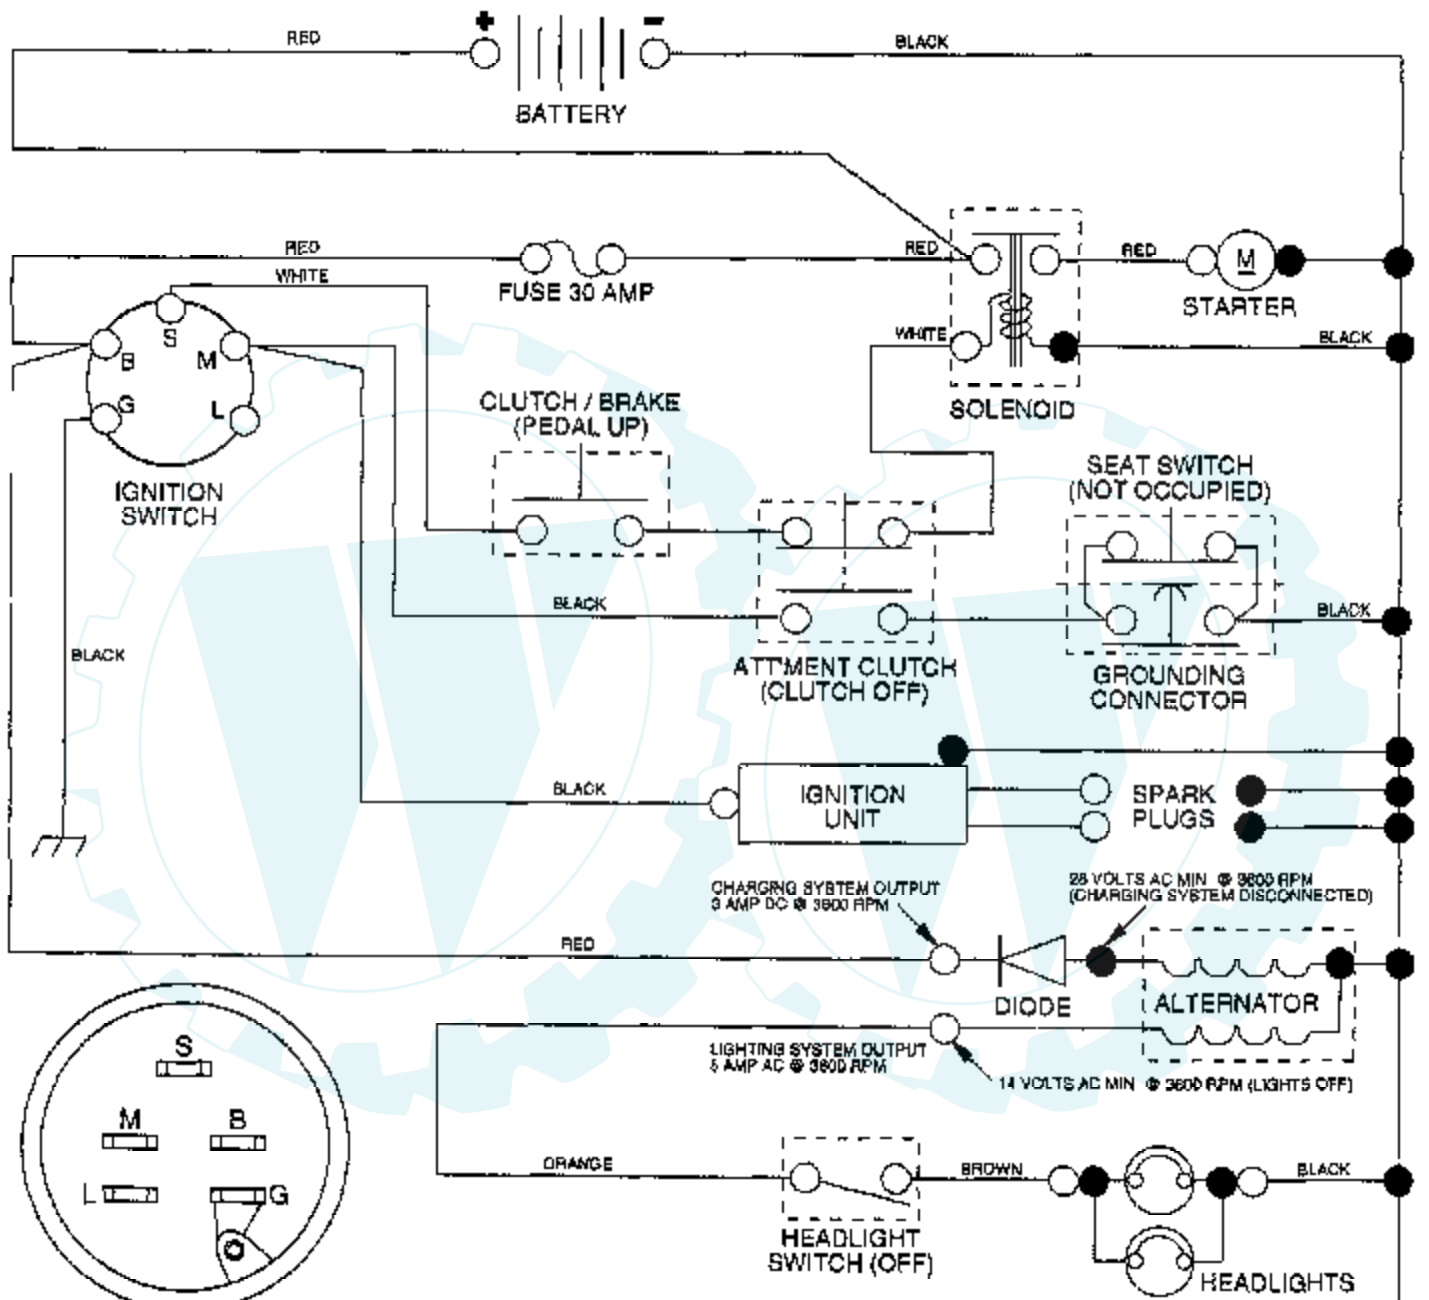 + −
RED
BLACK
BATTERY
RED
WHITE
FUSE 30 AMP
RED
RED
M
STARTER
S
B
M
G
L
IGNITION
SWITCH
WHITE
BLACK
SOLENOID
CLUTCH / BRAKE
(PEDAL UP)
SEAT SWITCH
(NOT OCCUPIED)
BLACK
BLACK
BLACK
ATT'MENT CLUTCH
(CLUTCH OFF)
GROUNDING
CONNECTOR
BLACK
IGNITION
UNIT
SPARK
PLUGS
CHARGING SYSTEM OUTPUT
3 AMP DC @ 3600 RPM
28 VOLTS AC MIN @ 3600 RPM
(CHARGING SYSTEM DISCONNECTED)
RED
DIODE
ALTERNATOR
LIGHTING SYSTEM OUTPUT
5 AMP AC @ 3600 RPM
14 VOLTS AC MIN @ 3600 RPM (LIGHTS OFF)
S
M
B
L
G
ORANGE
BROWN
BLACK
HEADLIGHT
SWITCH (OFF)
HEADLIGHTS